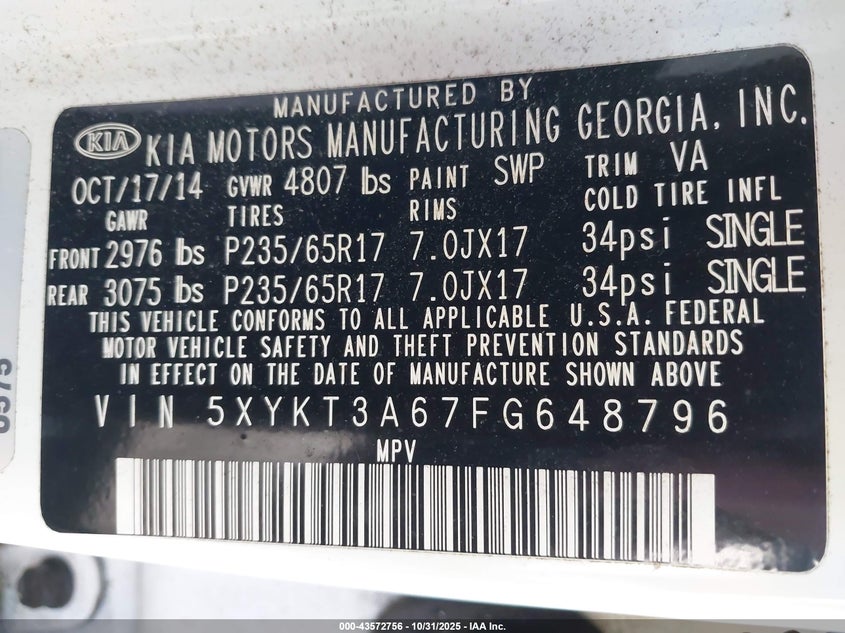 MANUFACTURED BY
KIA KIA MOTORS MANUFACTURING GEORGIA, INC.
OCT/17/14 GVWR 4807 lbs PAINT SWP TRIM VA
GAWR TIRES RIMS COLD TIRE INFL
FRONT 2976 lbs P235/65R17 7.0JX17 34psi SINGLE
REAR 3075 lbs P235/65R17 7.0JX17 34psi SINGLE
THIS VEHICLE CONFORMS TO ALL APPLICABLE U.S.A. FEDERAL
MOTOR VEHICLE SAFETY AND THEFT PREVENTION STANDARDS
IN EFFECT ON THE DATE OF MANUFACTURE SHOWN ABOVE
VIN 5XYKT3A67FG648796
MPV
000-43572756 - 10/31/2025 - IAA Inc.